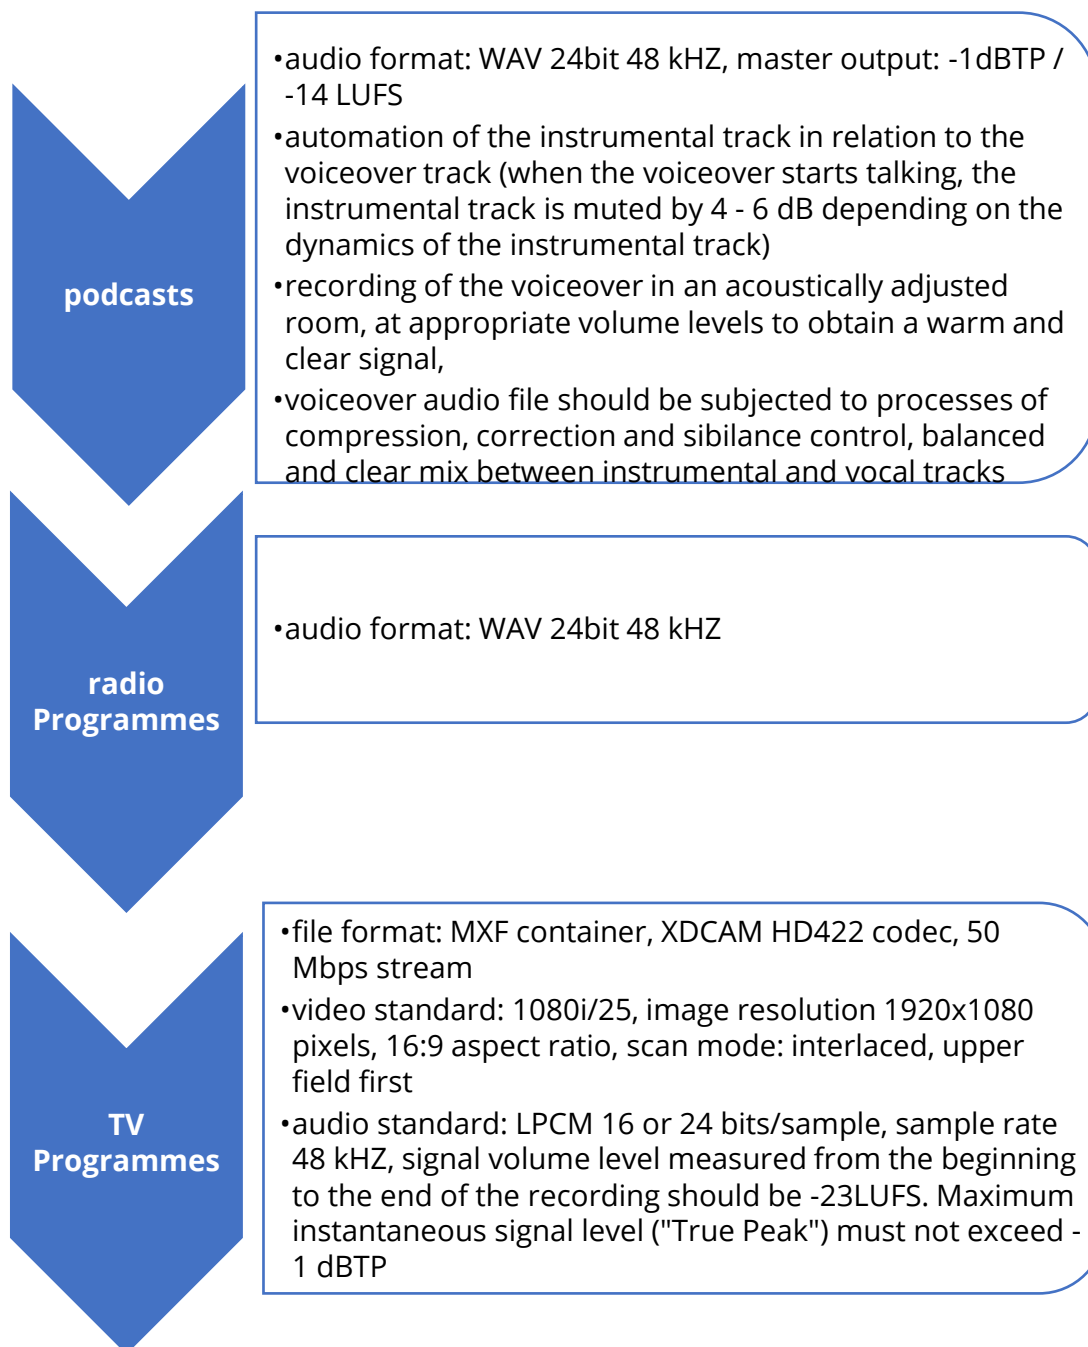 podcasts
•audio format: WAV 24bit 48 kHZ, master output: -1dBTP /
-14 LUFS
•automation of the instrumental track in relation to the
voiceover track (when the voiceover starts talking, the
instrumental track is muted by 4 - 6 dB depending on the
dynamics of the instrumental track)
•recording of the voiceover in an acoustically adjusted
room, at appropriate volume levels to obtain a warm and
clear signal,
•voiceover audio file should be subjected to processes of
compression, correction and sibilance control, balanced
and clear mix between instrumental and vocal tracks
radio
Programmes
•audio format: WAV 24bit 48 kHZ
TV
Programmes
•file format: MXF container, XDCAM HD422 codec, 50
Mbps stream
•video standard: 1080i/25, image resolution 1920x1080
pixels, 16:9 aspect ratio, scan mode: interlaced, upper
field first
•audio standard: LPCM 16 or 24 bits/sample, sample rate
48 kHZ, signal volume level measured from the beginning
to the end of the recording should be -23LUFS. Maximum
instantaneous signal level ("True Peak") must not exceed -
1 dBTP